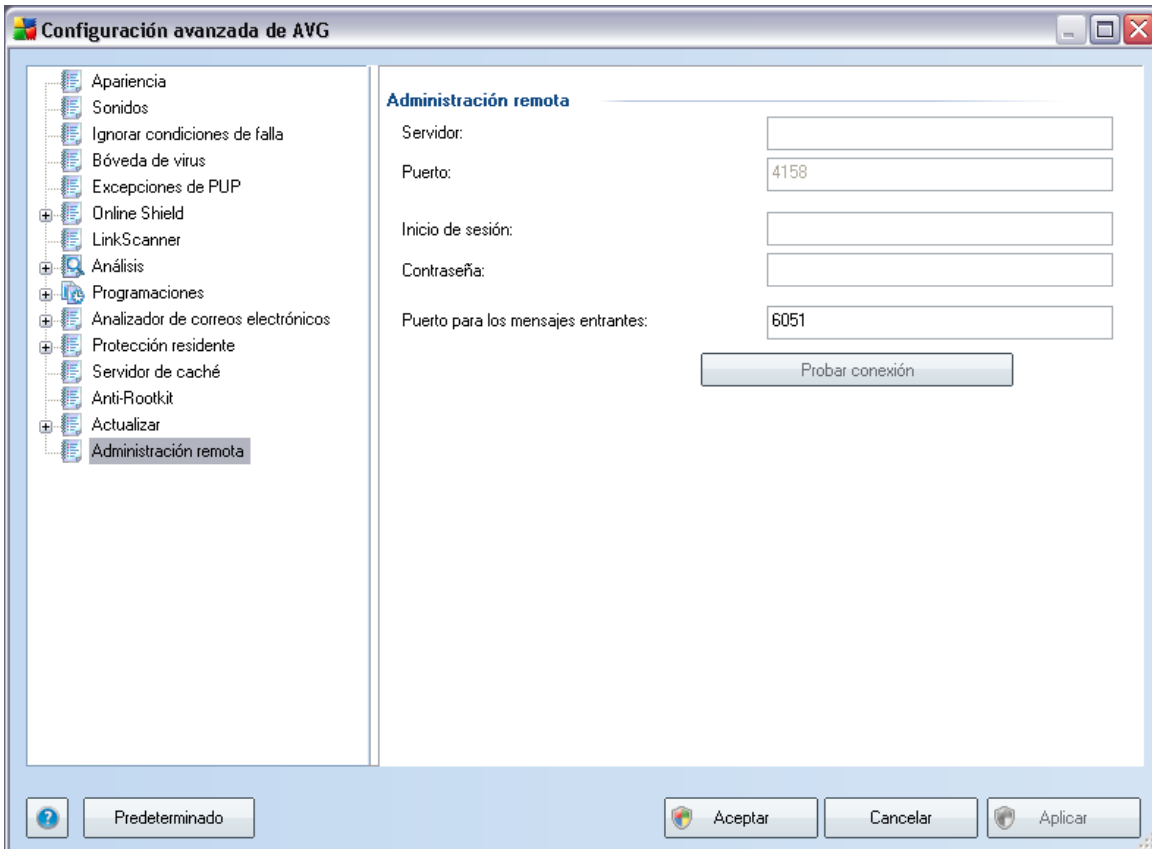 Configuración avanzada de AVG
Apariencia
Sonidos
Ignorar condiciones de falla
Bóveda de virus
Excepciones de PUP
Online Shield
LinkScanner
Análisis
Programaciones
Analizador de correos electrónicos
Protección residente
Servidor de caché
Anti-Rootkit
Actualizar
Administración remota
Administración remota
Servidor:
Puerto: 4158
Inicio de sesión:
Contraseña:
Puerto para los mensajes entrantes: 6051
Probar conexión
Predeterminado Aceptar Cancelar Aplicar